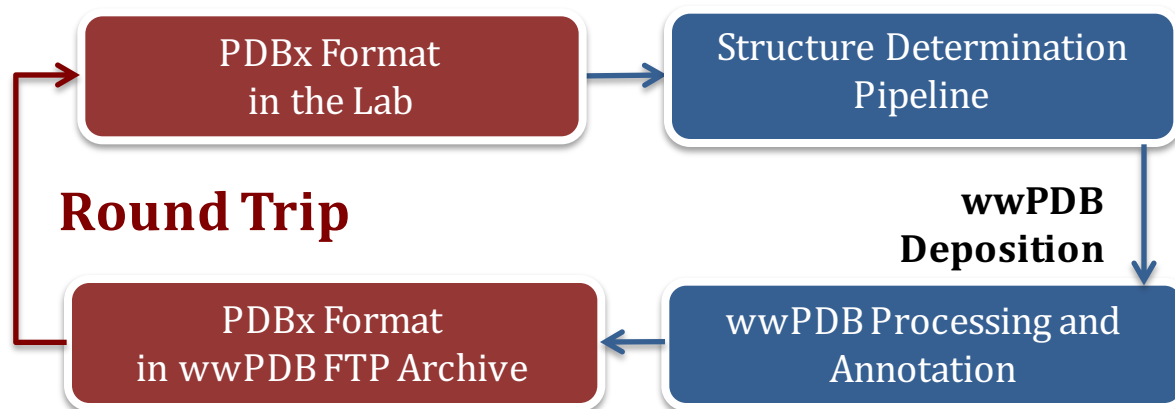 PDBx Format
in the Lab
Structure Determination
Pipeline
Round Trip
wwPDB
Deposition
PDBx Format
in wwPDB FTP Archive
wwPDB Processing and
Annotation